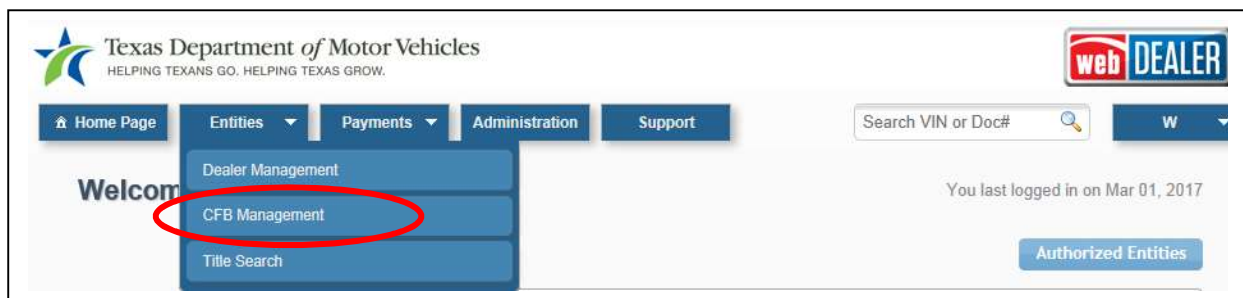 Texas Department of Motor Vehicles
HELPING TEXANS GO. HELPING TEXAS GROW.
web DEALER
Home Page Entities Payments Administration Support Search VIN or Doc# W
Dealer Management
Welcom You last logged in on Mar 01, 2017
CFB Management
Title Search Authorized Entities